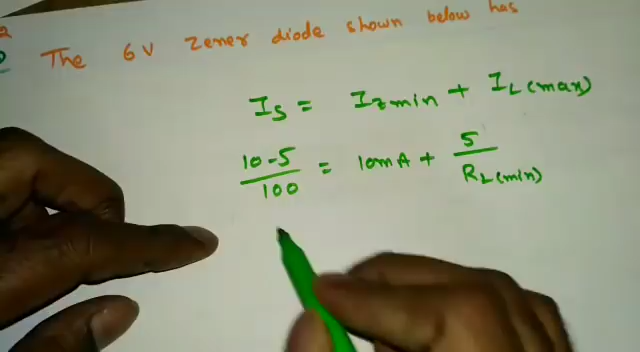 The 6V Zener diode shown below has
Is = Izmin + IL(max)
10-5/100 = 10mA + 5/RL(min)